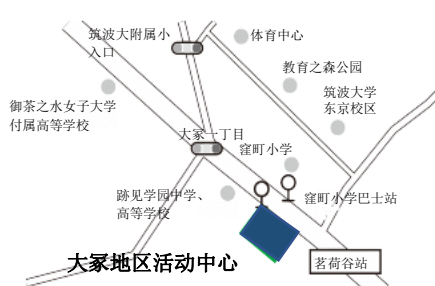 筑波大附属小
入口
体育中心
教育之森公园
筑波大学
东京校区
御茶之水女子大学
付属高等学校
大冢一丁目
窪町小学
跡见学园中学、
高等学校
窪町小学巴士站
大冢地区活动中心
茗荷谷站